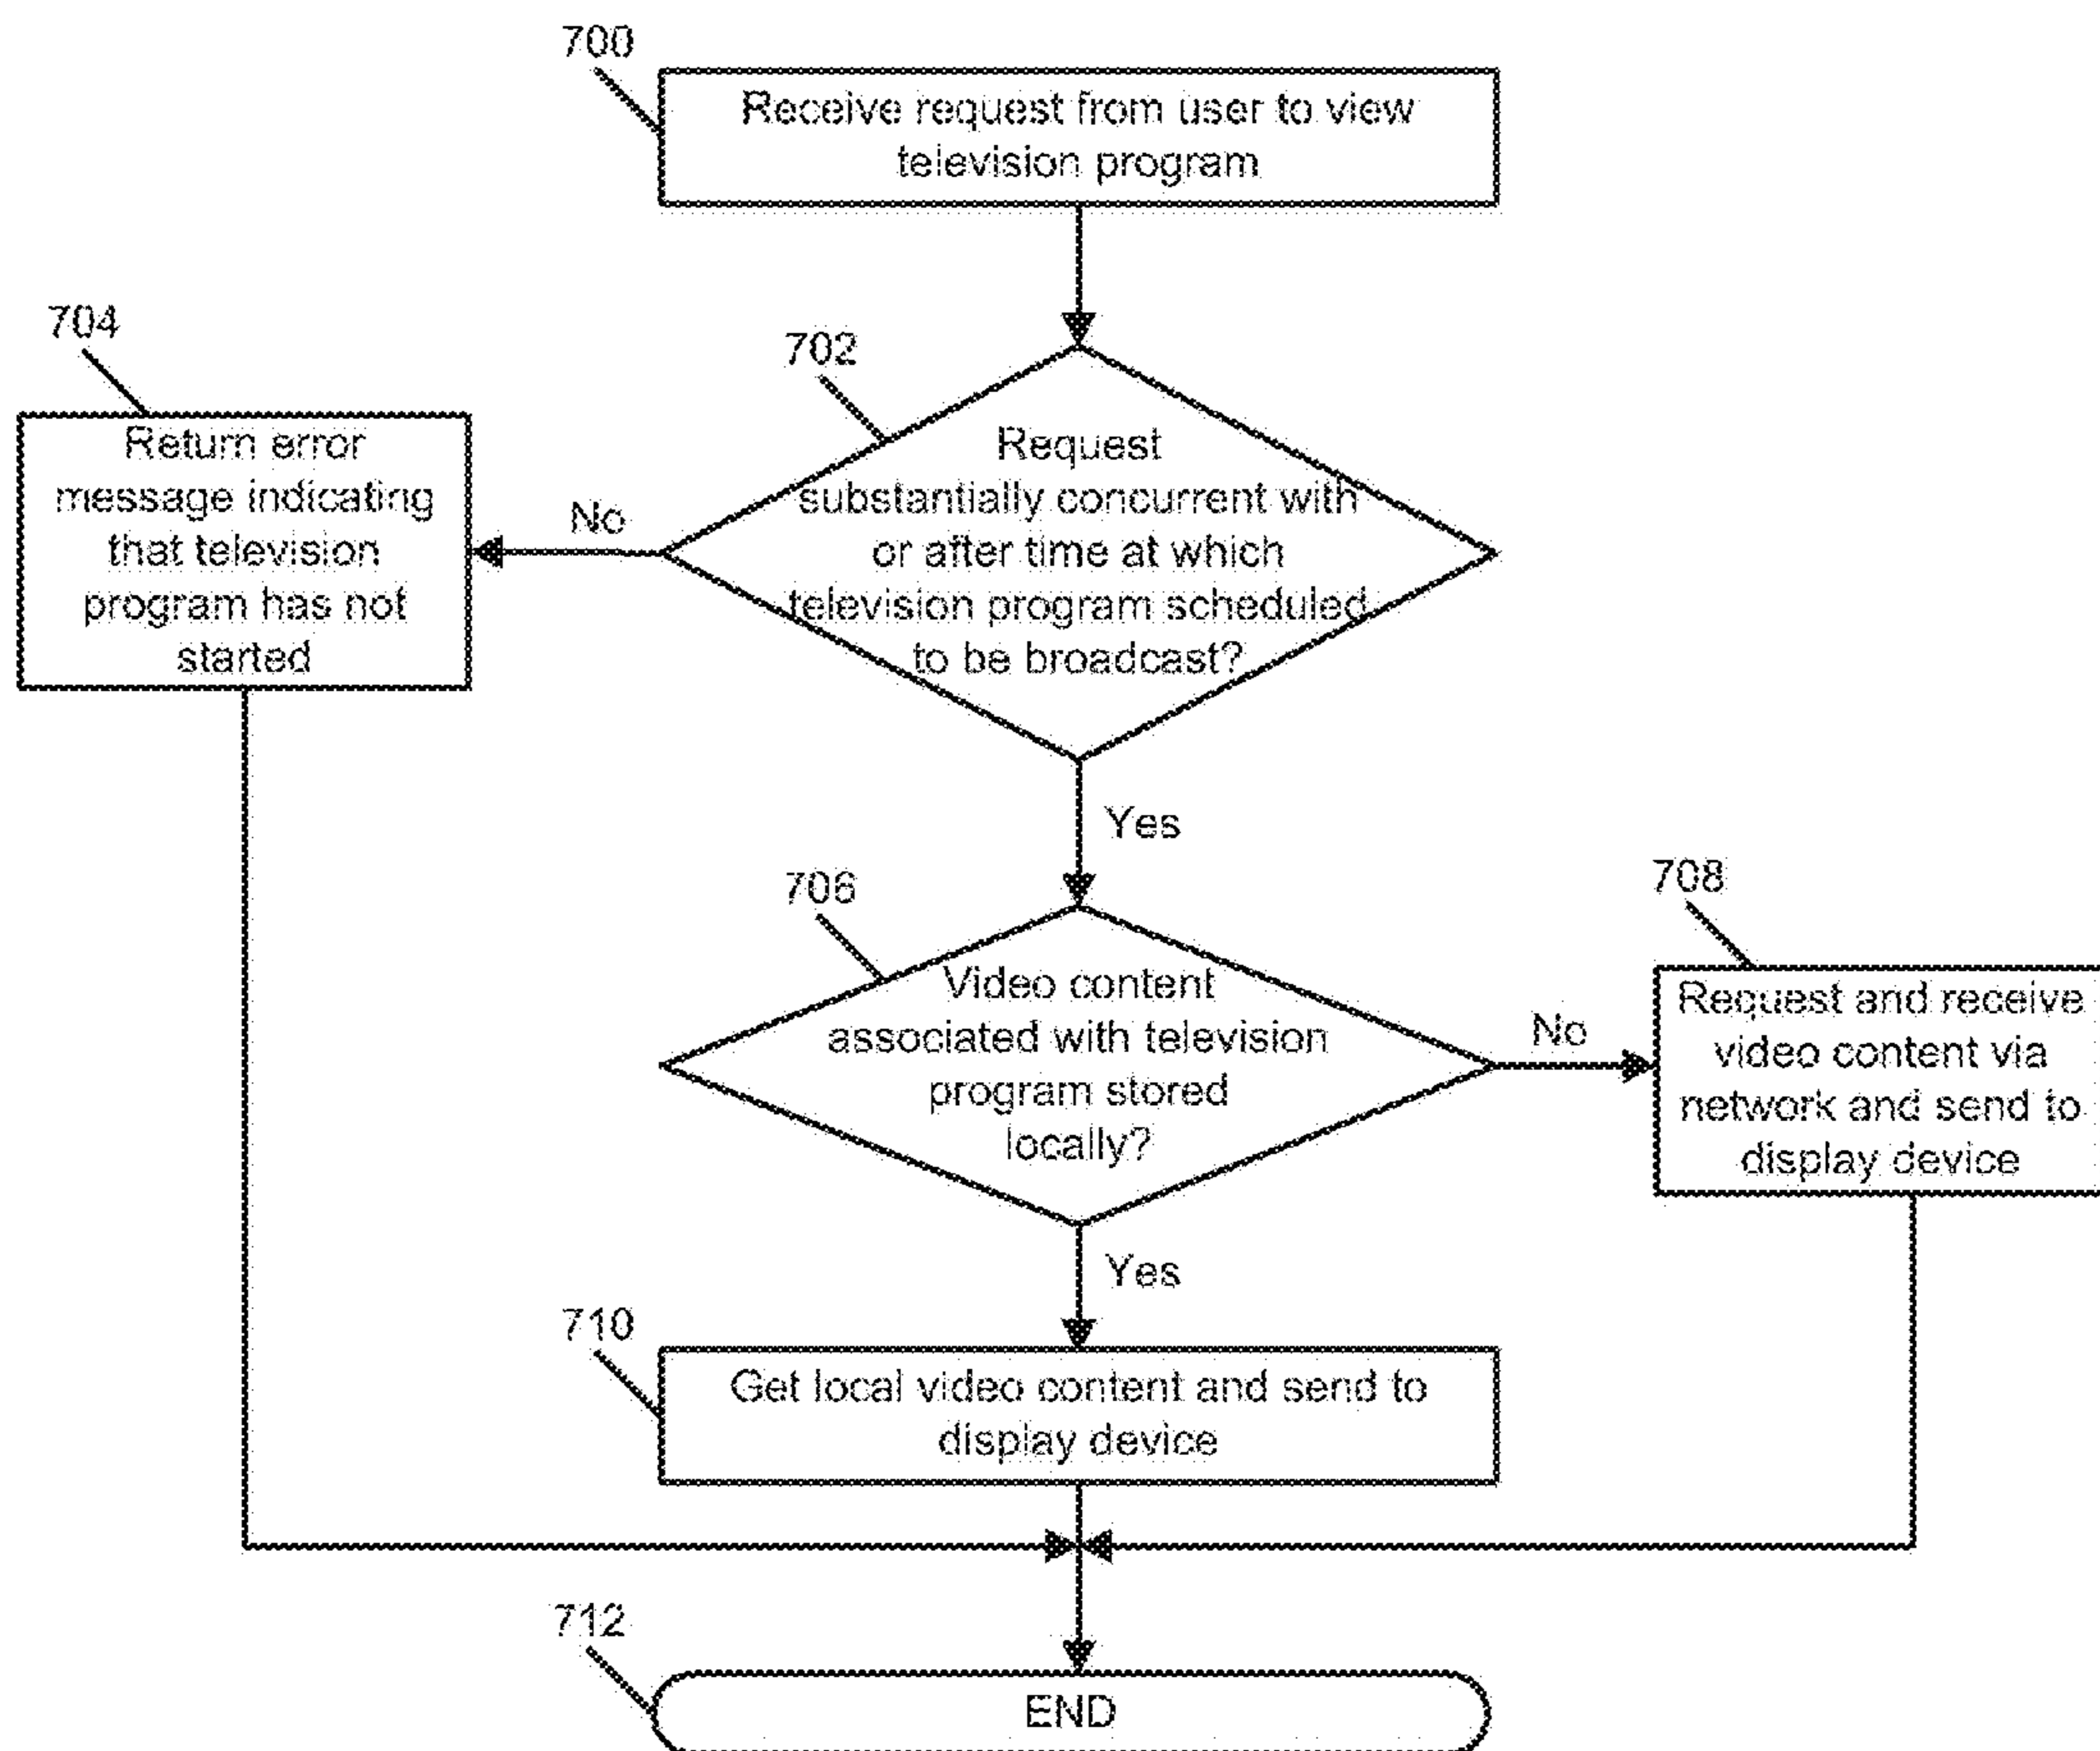 700
Receive request from user to view
television program
704
702
Return error
message indicating
that television
program has not
started
No
Request
substantially concurrent with
or after time at which
television program scheduled
to be broadcast?
Yes
706
708
Video content
associated with television
program stored
locally?
No
Request and receive
video content via
network and send to
display device
Yes
710
Get local video content and send to
display device
712
END